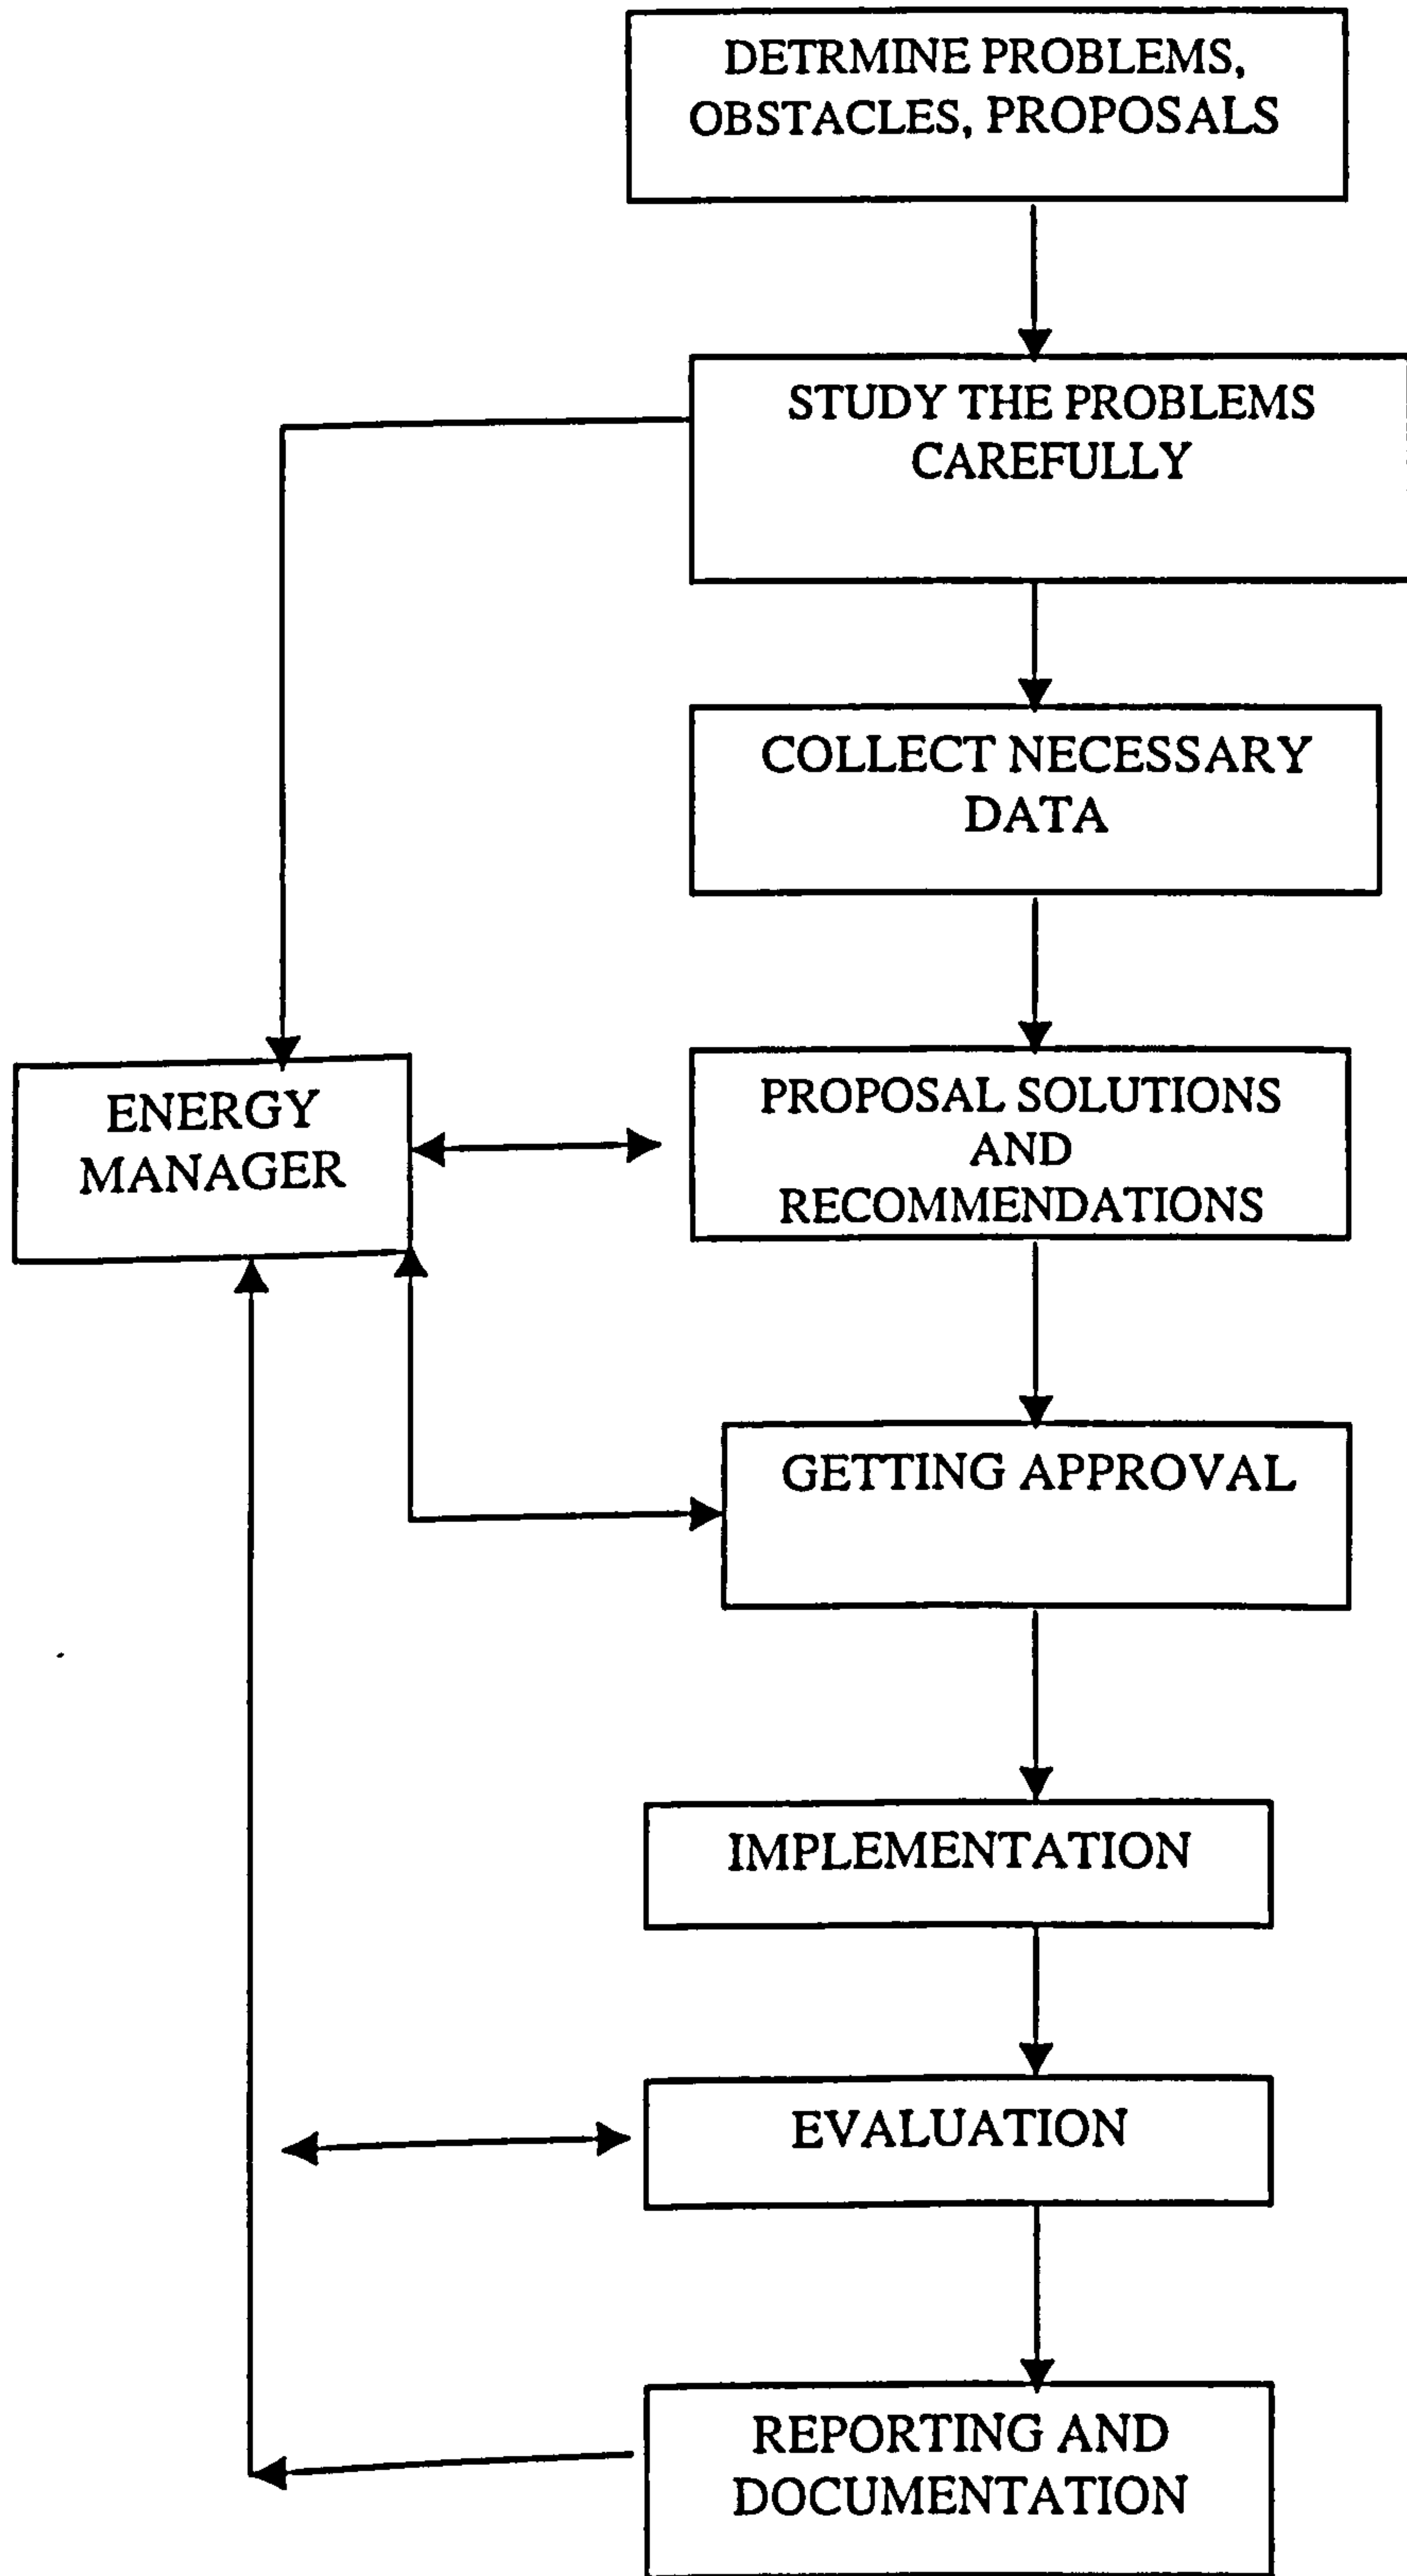 DETRMINE PROBLEMS,
OBSTACLES, PROPOSALS
STUDY THE PROBLEMS
CAREFULLY
COLLECT NECESSARY
DATA
ENERGY
MANAGER
PROPOSAL SOLUTIONS
AND
RECOMMENDATIONS
GETTING APPROVAL
IMPLEMENTATION
EVALUATION
REPORTING AND
DOCUMENTATION